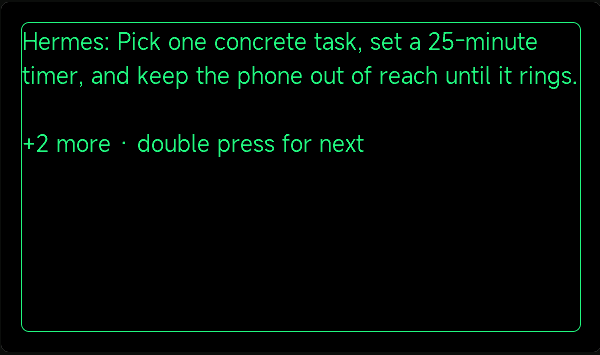 Hermes: Pick one concrete task, set a 25-minute
timer, and keep the phone out of reach until it rings.
+2 more · double press for next